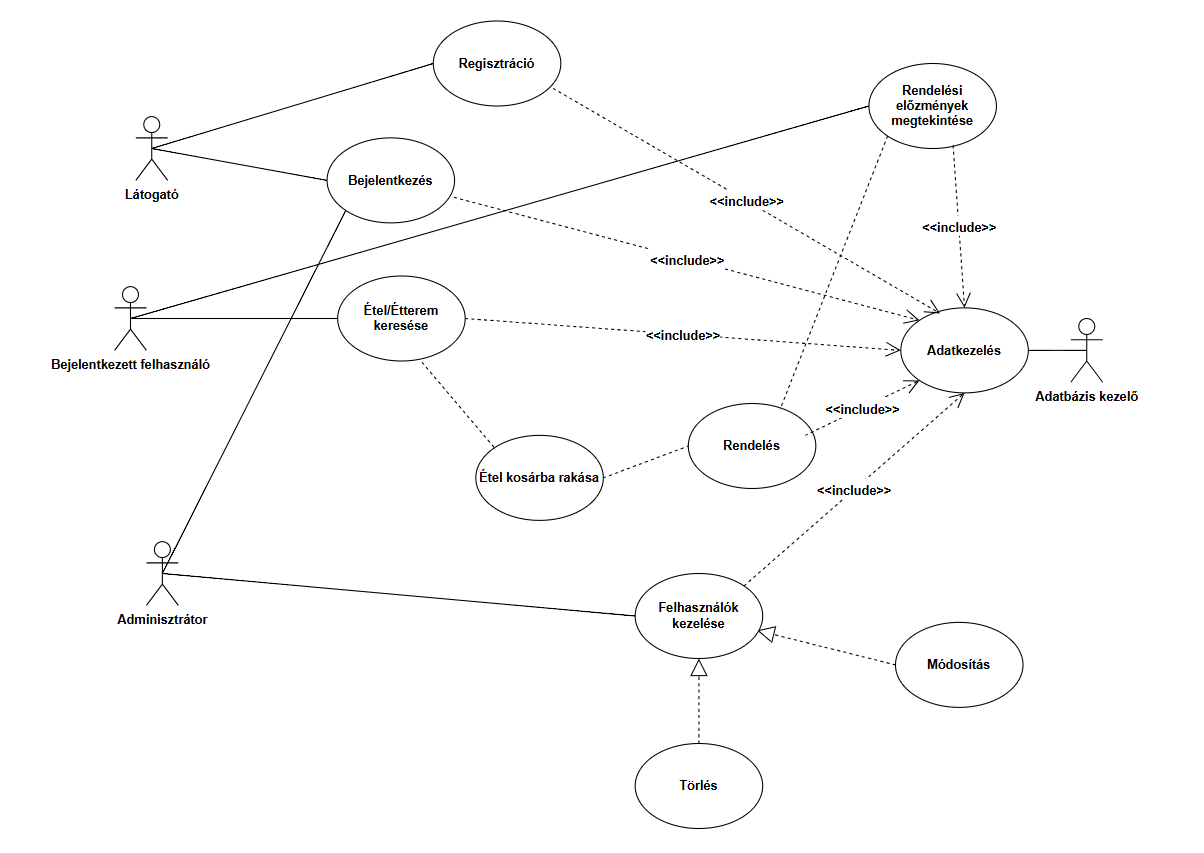 Regisztráció
Rendelési
előzmények
megtekintése
Látogató
Bejelentkezés
<<include>>
<<include>>
<<include>>
Étel/Étterem
keresése
<<include>>
Bejelentkezett felhasználó
Adatkezelés
Adatbázis kezelő
<<include>>
Rendelés
Étel kosárba rakása
<<include>>
Adminisztrátor
Felhasználók
kezelése
Módosítás
Törlés